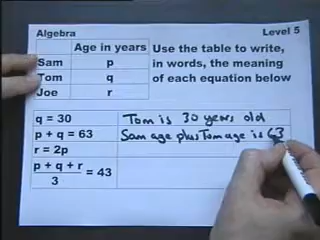 Algebra Level 5
Age in years
Sam p
Tom q
Joe r
Use the table to write,
in words, the meaning
of each equation below
q = 30 Tom is 30 years old
p + q = 63 Sam age plus Tom age is 63
r = 2p
p + q + r
3
= 43